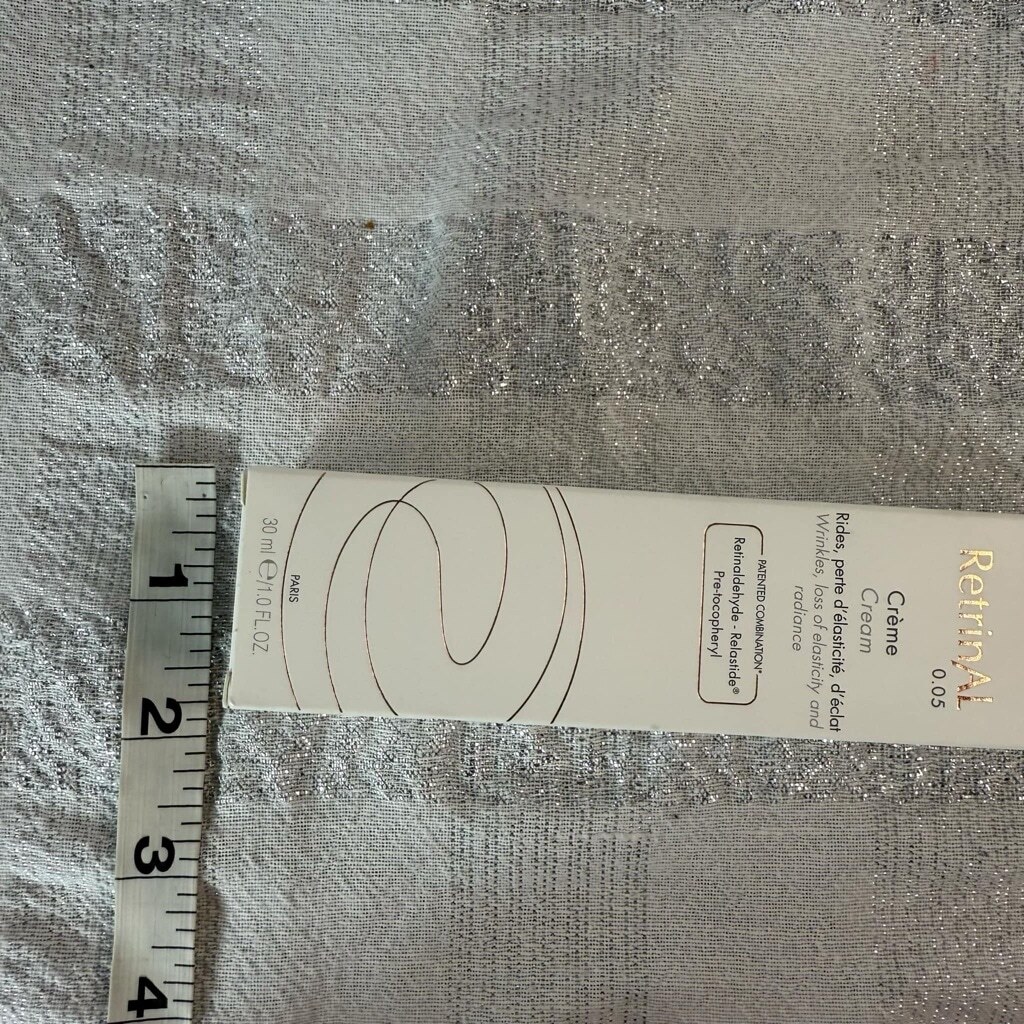 RetrinAL
0.05
Crème
Cream
Rides, perte d'élasticité, d'éclat
Wrinkles, loss of elasticity and
radiance
PATENTED COMBINATION*
Retinaldehyde - Relastide®
Pre-tocopheryl
PARIS
30 ml ℮/1.0 FL.OZ.
1
2
3
4